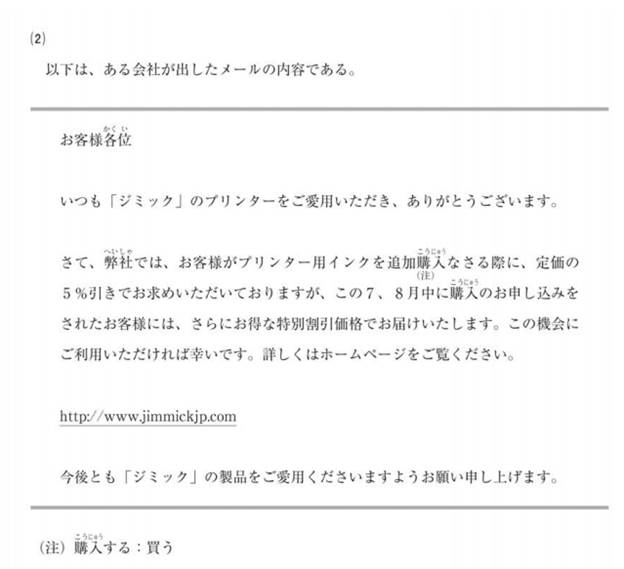 (2)
以下は、ある会社が出したメールの内容である。
お客様各位
いつも「ジミック」のプリンターをご愛用いただき、ありがとうございます。
さて、弊社では、お客様がプリンター用インクを追加購入なさる際に、定価の
5%引きでお求めいただいておりますが、この7、8月中に購入のお申し込みを
されたお客様には、さらにお得な特別割引価格でお届けいたします。この機会に
ご利用いただければ幸いです。詳しくはホームページをご覧ください。
http://www.jimmickjp.com
今後とも「ジミック」の製品をご愛用くださいますようお願い申し上げます。
(注) 購入する:買う